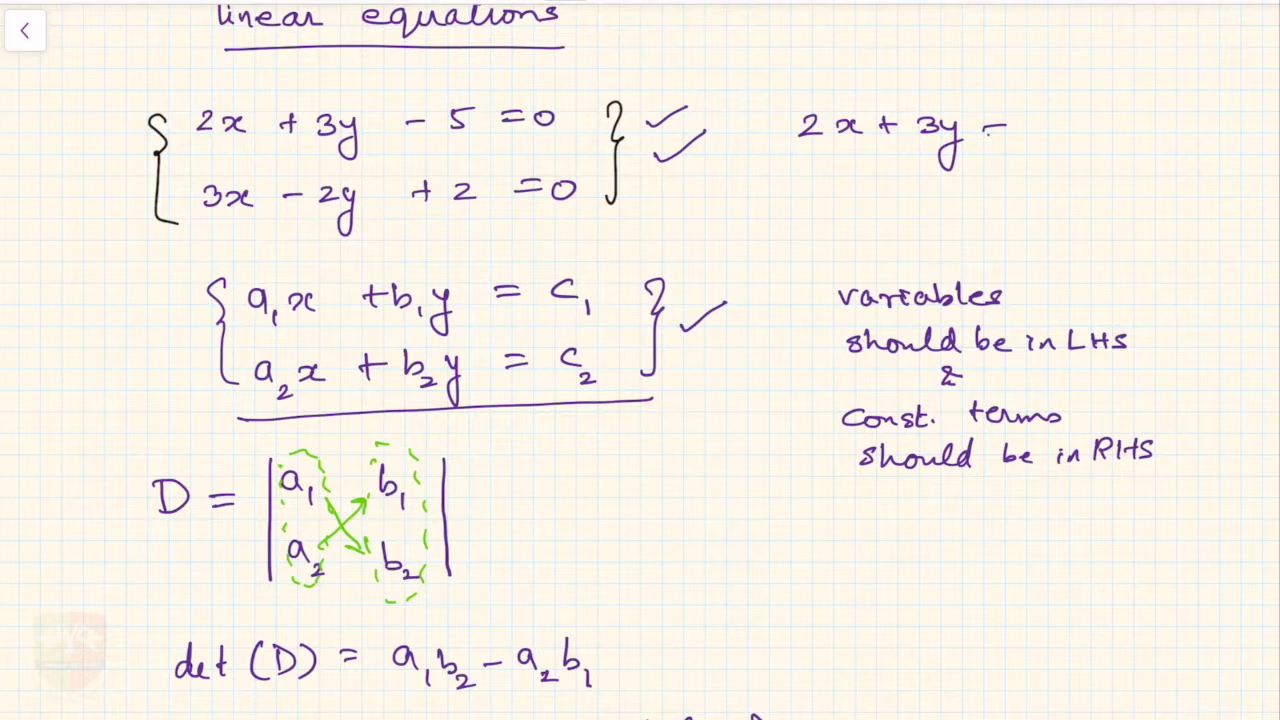 linear equations
2x + 3y - 5 = 0
3x - 2y + 2 = 0
2x + 3y -
a₁x + b₁y = c₁
a₂x + b₂y = c₂
variables
should be in LHS
&
Const. terms
should be in RHS
D = | a₁ b₁ |
| a₂ b₂ |
det (D) = a₁b₂ - a₂b₁